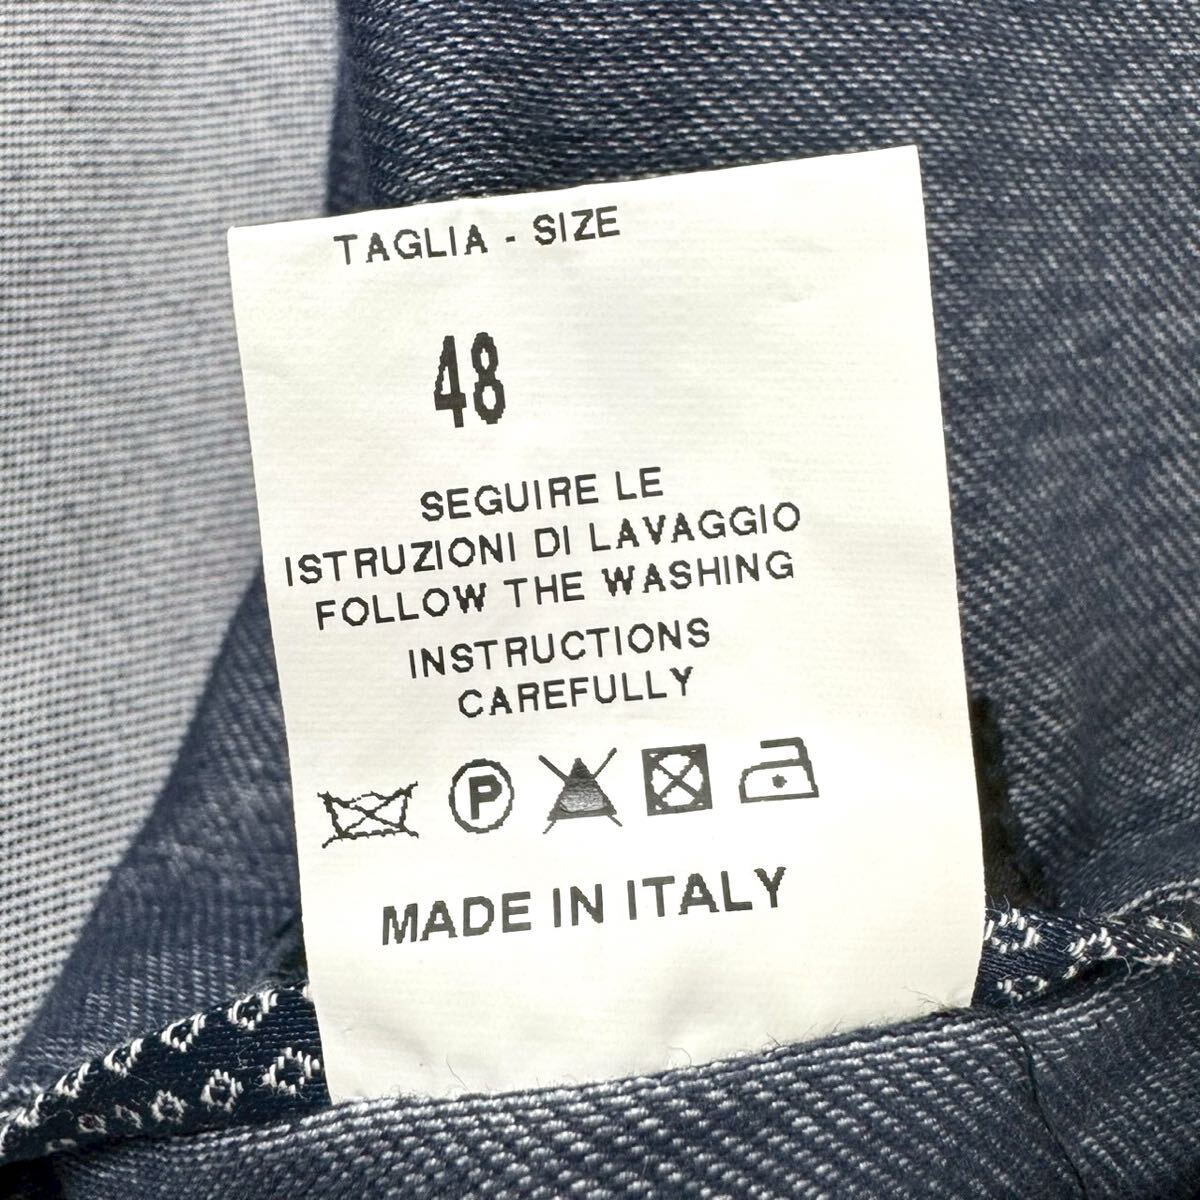 TAGLIA - SIZE
48
SEGUIRE LE
ISTRUZIONI DI LAVAGGIO
FOLLOW THE WASHING
INSTRUCTIONS
CAREFULLY
P
MADE IN ITALY